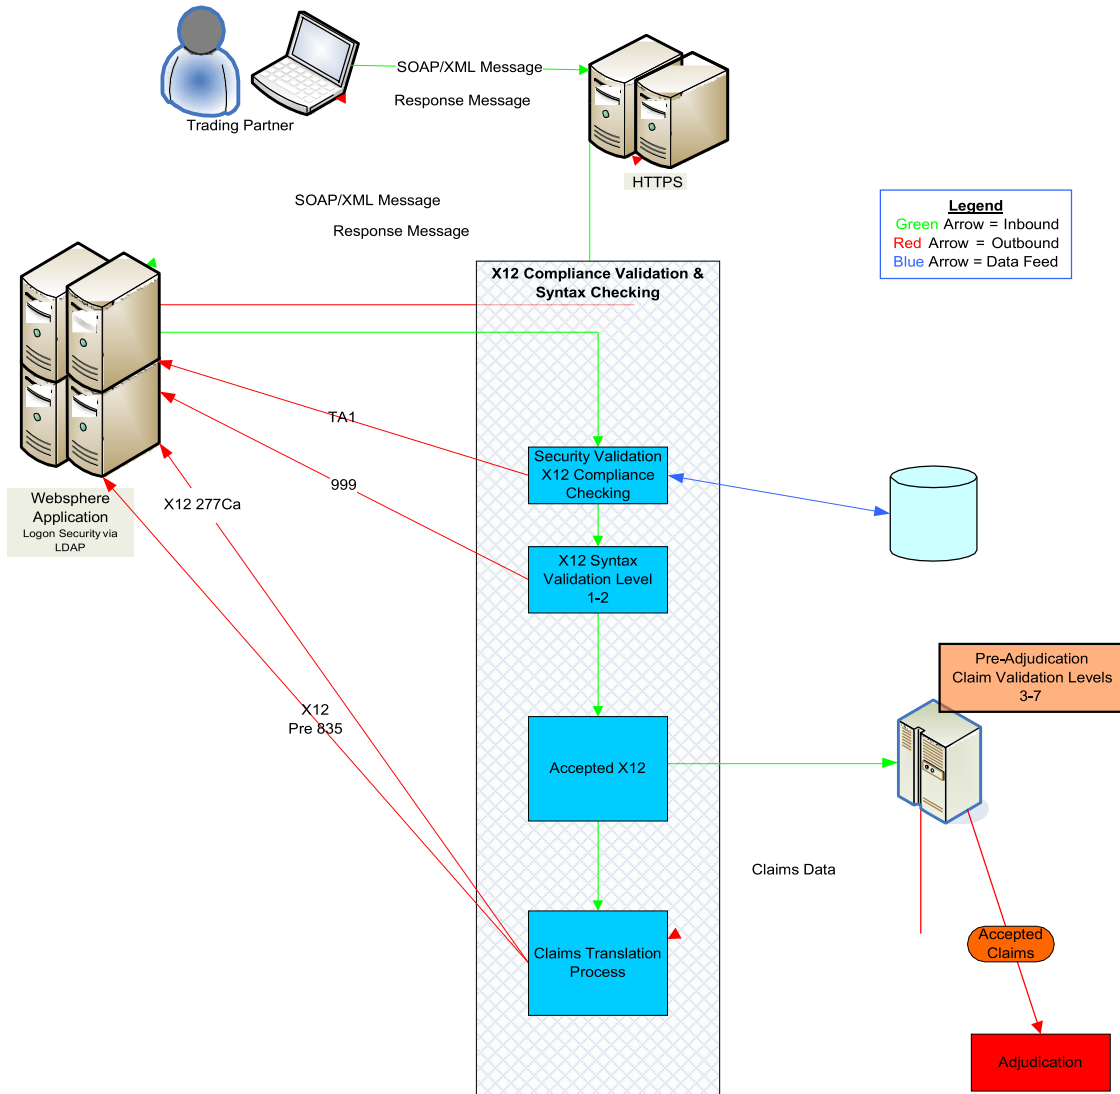 SOAP/XML Message
Response Message
Trading Partner
HTTPS
SOAP/XML Message
Response Message
Legend
Green Arrow = Inbound
Red Arrow = Outbound
Blue Arrow = Data Feed
X12 Compliance Validation &
Syntax Checking
TA1
Security Validation
X12 Compliance
Checking
999
X12 277Ca
Websphere
Application
Logon Security via
LDAP
X12 Syntax
Validation Level
1-2
Pre-Adjudication
Claim Validation Levels
3-7
X12
Pre 835
Accepted X12
Claims Data
Accepted
Claims
Claims Translation
Process
Adjudication